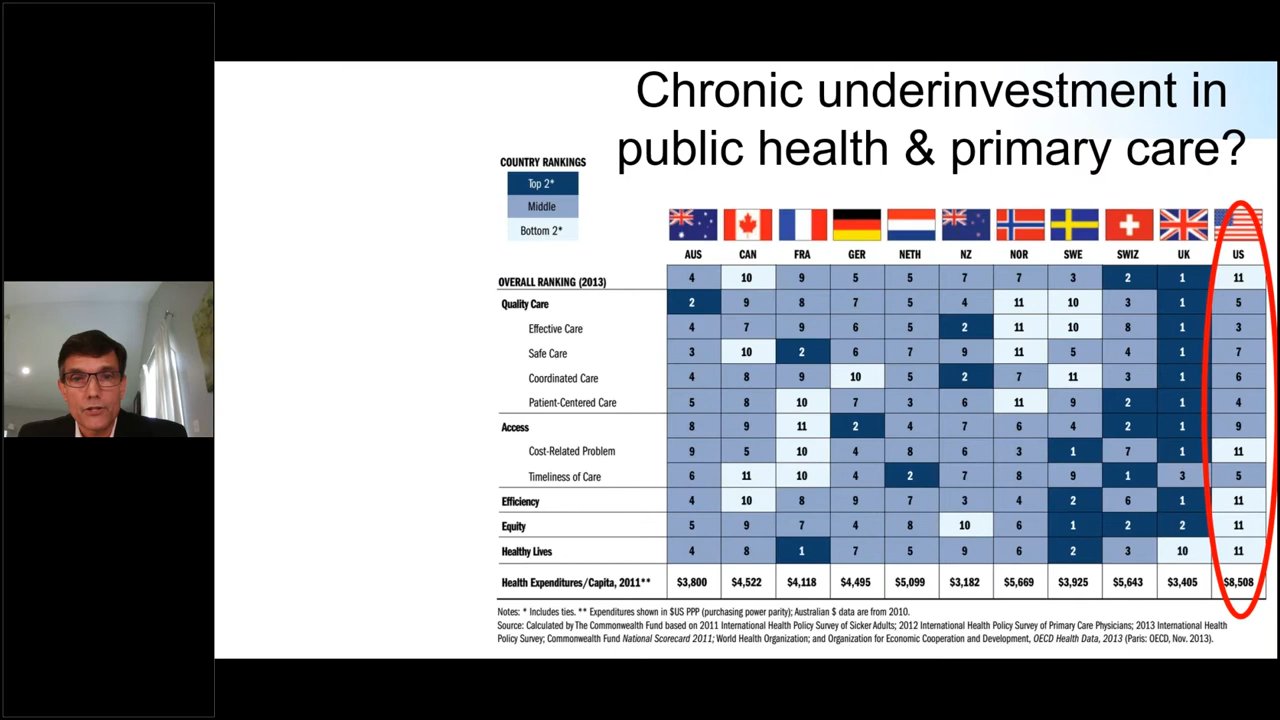 Chronic underinvestment in
public health & primary care?
COUNTRY RANKINGS
Top 2*
Middle
Bottom 2*
AUS CAN FRA GER NETH NZ NOR SWE SWIZ UK US
OVERALL RANKING (2013) 4 10 9 5 5 7 7 3 2 1 11
Quality Care 2 9 8 7 5 4 11 10 3 1 5
Effective Care 4 7 9 6 5 2 11 10 8 1 3
Safe Care 3 10 2 6 7 9 11 5 4 1 7
Coordinated Care 4 8 9 10 5 2 7 11 3 1 6
Patient-Centered Care 5 8 10 7 3 6 11 9 2 1 4
Access 8 9 11 2 4 7 6 4 2 1 9
Cost-Related Problem 9 5 10 4 8 6 3 1 7 1 11
Timeliness of Care 6 11 10 4 2 7 8 9 1 3 5
Efficiency 4 10 8 9 7 3 4 2 6 1 11
Equity 5 9 7 4 8 10 6 1 2 2 11
Healthy Lives 4 8 1 7 5 9 6 2 3 10 11
Health Expenditures/Capita, 2011** $3,800 $4,522 $4,118 $4,495 $5,099 $3,182 $5,669 $3,925 $5,643 $3,405 $8,508
Notes: * Includes ties. ** Expenditures shown in $US PPP (purchasing power parity); Australian $ data are from 2010.
Source: Calculated by The Commonwealth Fund based on 2011 International Health Policy Survey of Sicker Adults; 2012 International Health Policy Survey of Primary Care Physicians; 2013 International Health
Policy Survey; Commonwealth Fund National Scorecard 2011; World Health Organization; and Organization for Economic Cooperation and Development, OECD Health Data, 2013 (Paris: OECD, Nov. 2013).